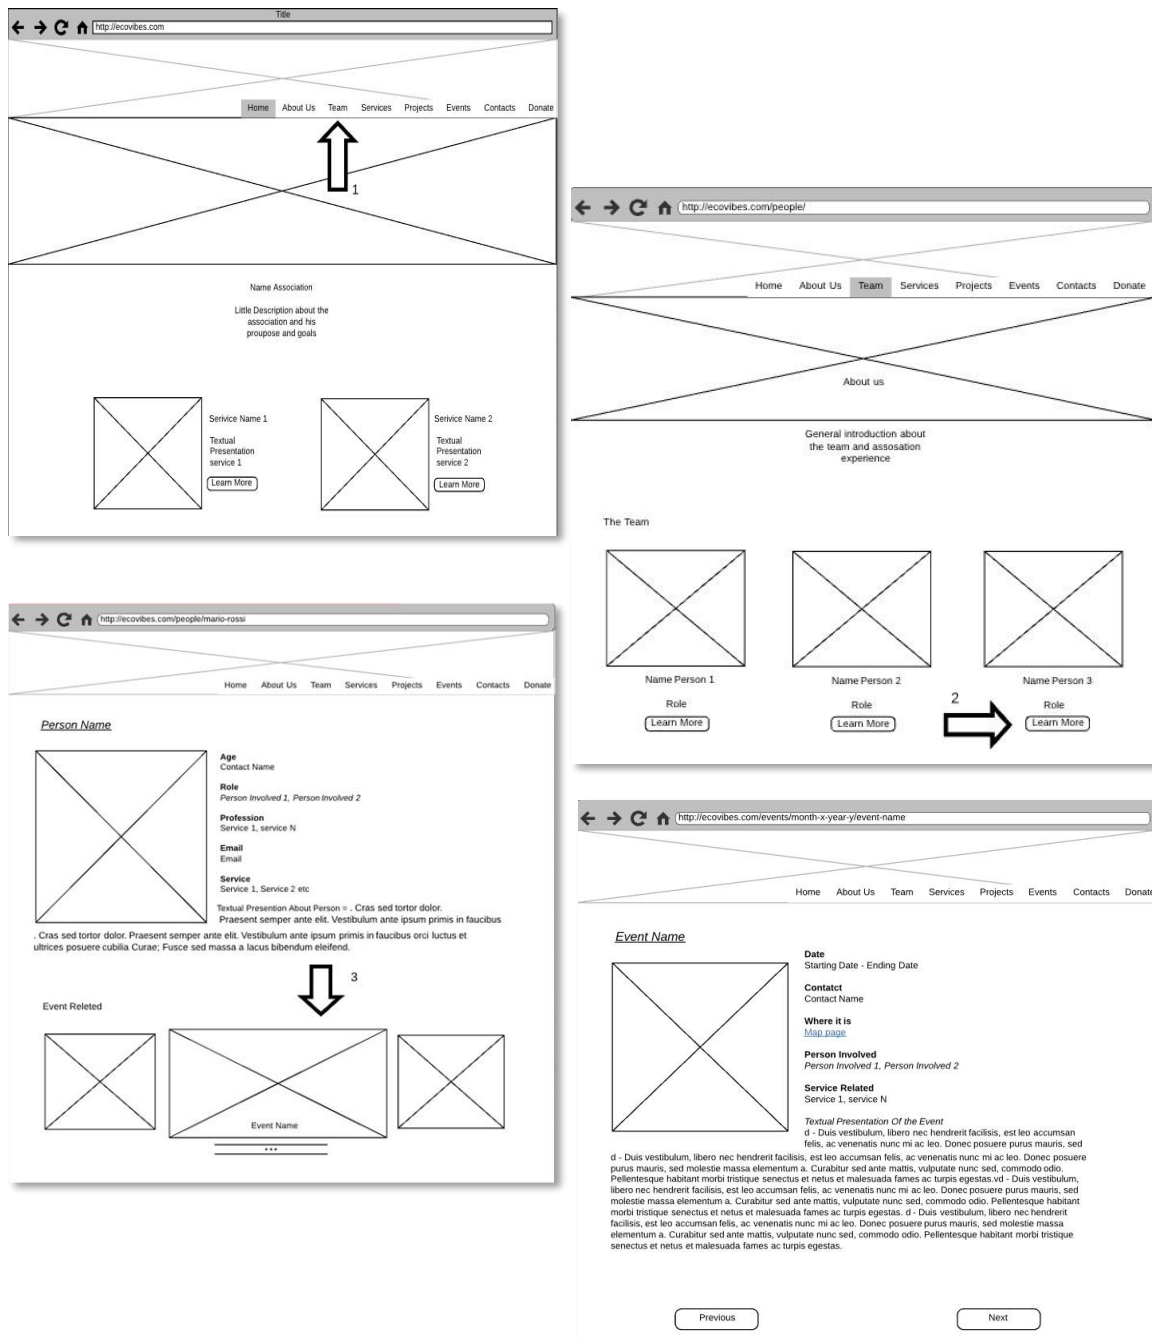 Title
http://ecovibes.com
Home About Us Team Services Projects Events Contacts Donate
1
Name Association
Little Description about the
association and his
proupose and goals
Serivice Name 1
Textual
Presentation
service 1
Learn More
Serivice Name 2
Textual
Presentation
service 2
Learn More
http://ecovibes.com/people/
Home About Us Team Services Projects Events Contacts Donate
About us
General introduction about
the team and assosation
experience
The Team
Name Person 1
Role
Learn More
Name Person 2
Role
Learn More
2
Name Person 3
Role
Learn More
http://ecovibes.com/people/mario-rossi
Home About Us Team Services Projects Events Contacts Donate
Person Name
Age
Contact Name
Role
Person Involved 1, Person Involved 2
Profession
Service 1, service N
Email
Email
Service
Service 1, Service 2 etc
Textual Presention About Person = . Cras sed tortor dolor.
Praesent semper ante elit. Vestibulum ante ipsum primis in faucibus
. Cras sed tortor dolor. Praesent semper ante elit. Vestibulum ante ipsum primis in faucibus orci luctus et
ultrices posuere cubilia Curae; Fusce sed massa a lacus bibendum eleifend.
3
Event Releted
Event Name
http://ecovibes.com/events/month-x-year-y/event-name
Home About Us Team Services Projects Events Contacts Donate
Event Name
Date
Starting Date - Ending Date
Contatct
Contact Name
Where it is
Map page
Person Involved
Person Involved 1, Person Involved 2
Service Related
Service 1, service N
Textual Presentation Of the Event
d - Duis vestibulum, libero nec hendrerit facilisis, est leo accumsan
felis, ac venenatis nunc mi ac leo. Donec posuere purus mauris, sed
d - Duis vestibulum, libero nec hendrerit facilisis, est leo accumsan felis, ac venenatis nunc mi ac leo. Donec posuere
purus mauris, sed molestie massa elementum a. Curabitur sed ante mattis, vulputate nunc sed, commodo odio.
Pellentesque habitant morbi tristique senectus et netus et malesuada fames ac turpis egestas.vd - Duis vestibulum,
libero nec hendrerit facilisis, est leo accumsan felis, ac venenatis nunc mi ac leo. Donec posuere purus mauris, sed
molestie massa elementum a. Curabitur sed ante mattis, vulputate nunc sed, commodo odio. Pellentesque habitant
morbi tristique senectus et netus et malesuada fames ac turpis egestas. d - Duis vestibulum, libero nec hendrerit
facilisis, est leo accumsan felis, ac venenatis nunc mi ac leo. Donec posuere purus mauris, sed molestie massa
elementum a. Curabitur sed ante mattis, vulputate nunc sed, commodo odio. Pellentesque habitant morbi tristique
senectus et netus et malesuada fames ac turpis egestas.
Previous
Next